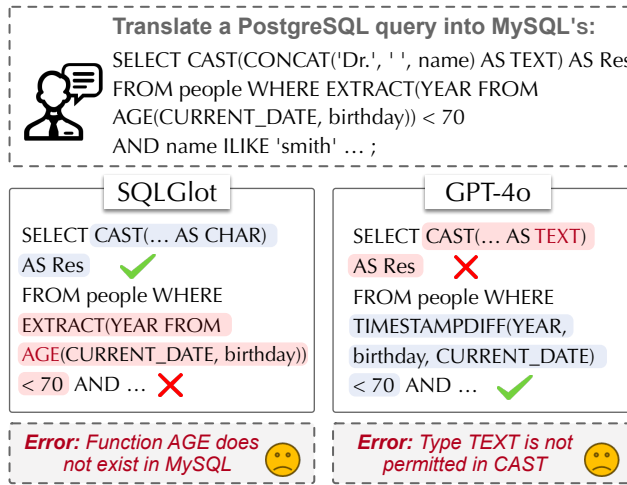 Translate a PostgreSQL query into MySQL's:
SELECT CAST(CONCAT('Dr.', ' ', name) AS TEXT) AS Res
FROM people WHERE EXTRACT(YEAR FROM
AGE(CURRENT_DATE, birthday)) < 70
AND name ILIKE 'smith' … ;
SQLGlot
SELECT CAST(… AS CHAR)
AS Res
FROM people WHERE
EXTRACT(YEAR FROM
AGE(CURRENT_DATE, birthday))
< 70 AND …
Error: Function AGE does
not exist in MySQL
GPT-4o
SELECT CAST(… AS TEXT)
AS Res
FROM people WHERE
TIMESTAMPDIFF(YEAR,
birthday, CURRENT_DATE)
< 70 AND …
Error: Type TEXT is not
permitted in CAST